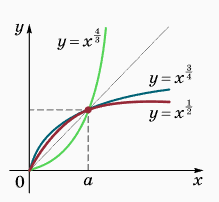 y
y = x^{4/3}
y = x^{3/4}
y = x^{1/2}
0
a
x